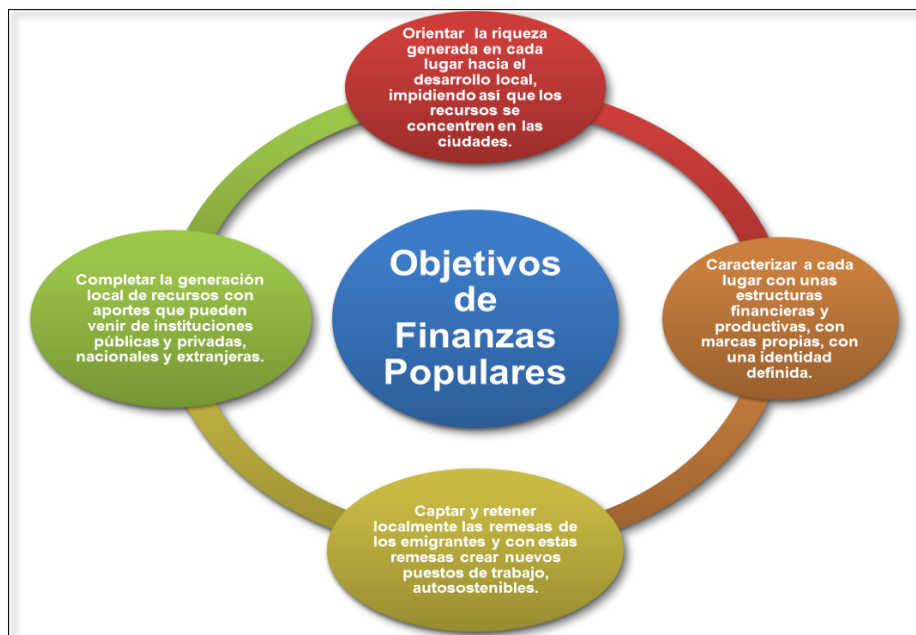 Orientar la riqueza
generada en cada
lugar hacia el
desarrollo local,
impidiendo así que los
recursos se
concentren en las
ciudades.
Completar la generación
local de recursos con
aportes que pueden
venir de instituciones
públicas y privadas,
nacionales y extranjeras.
Objetivos
de
Finanzas
Populares
Caracterizar a cada
lugar con unas
estructuras
financieras y
productivas, con
marcas propias, con
una identidad
definida.
Captar y retener
localmente las remesas de
los emigrantes y con estas
remesas crear nuevos
puestos de trabajo,
autosostenibles.